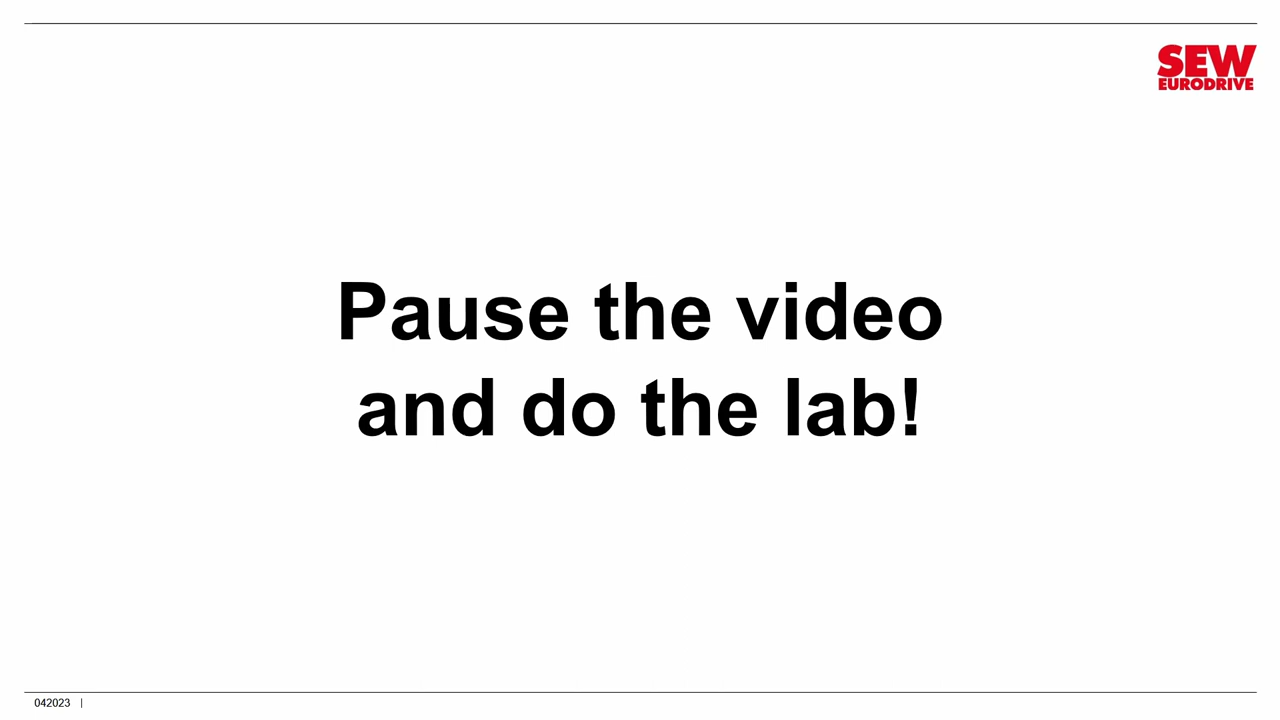 SEW
EURODRIVE
Pause the video
and do the lab!
042023 |